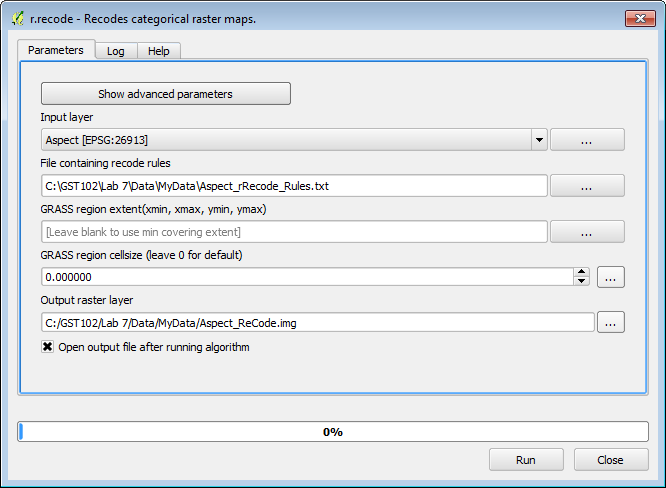 r.recode - Recodes categorical raster maps.
Parameters Log Help
Show advanced parameters
Input layer
Aspect [EPSG:26913] ...
File containing recode rules
C:\GST102\Lab 7\Data\MyData\Aspect_rRecode_Rules.txt ...
GRASS region extent(xmin, xmax, ymin, ymax)
[Leave blank to use min covering extent] ...
GRASS region cellsize (leave 0 for default)
0.000000 ...
Output raster layer
C:/GST102/Lab 7/Data/MyData/Aspect_ReCode.img ...
Open output file after running algorithm
0%
Run Close